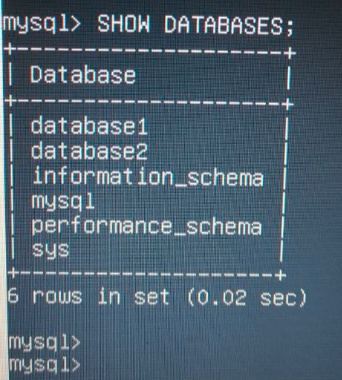 mysql> SHOW DATABASES;
+--------------------+
| Database           |
+--------------------+
| database1          |
| database2          |
| information_schema |
| mysql              |
| performance_schema |
| sys                |
+--------------------+
6 rows in set (0.02 sec)
mysql>
mysql>